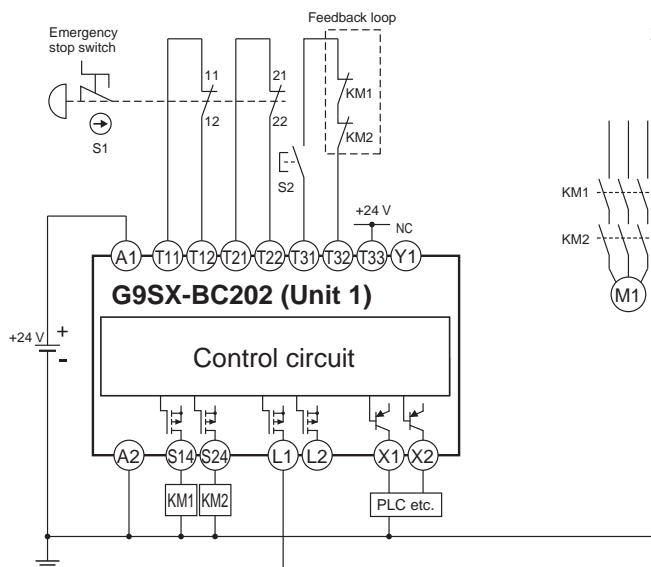 Feedback loop
Emergency
stop switch
11
21
KM1
12
22
KM2
S1
S2
KM1
+24 V
NC
KM2
A1
T11
T12
T21
T22
T31
T32
T33
Y1
G9SX-BC202 (Unit 1)
M1
+24 V
+
-
Control circuit
A2
S14
S24
L1
L2
X1
X2
KM1
KM2
PLC etc.